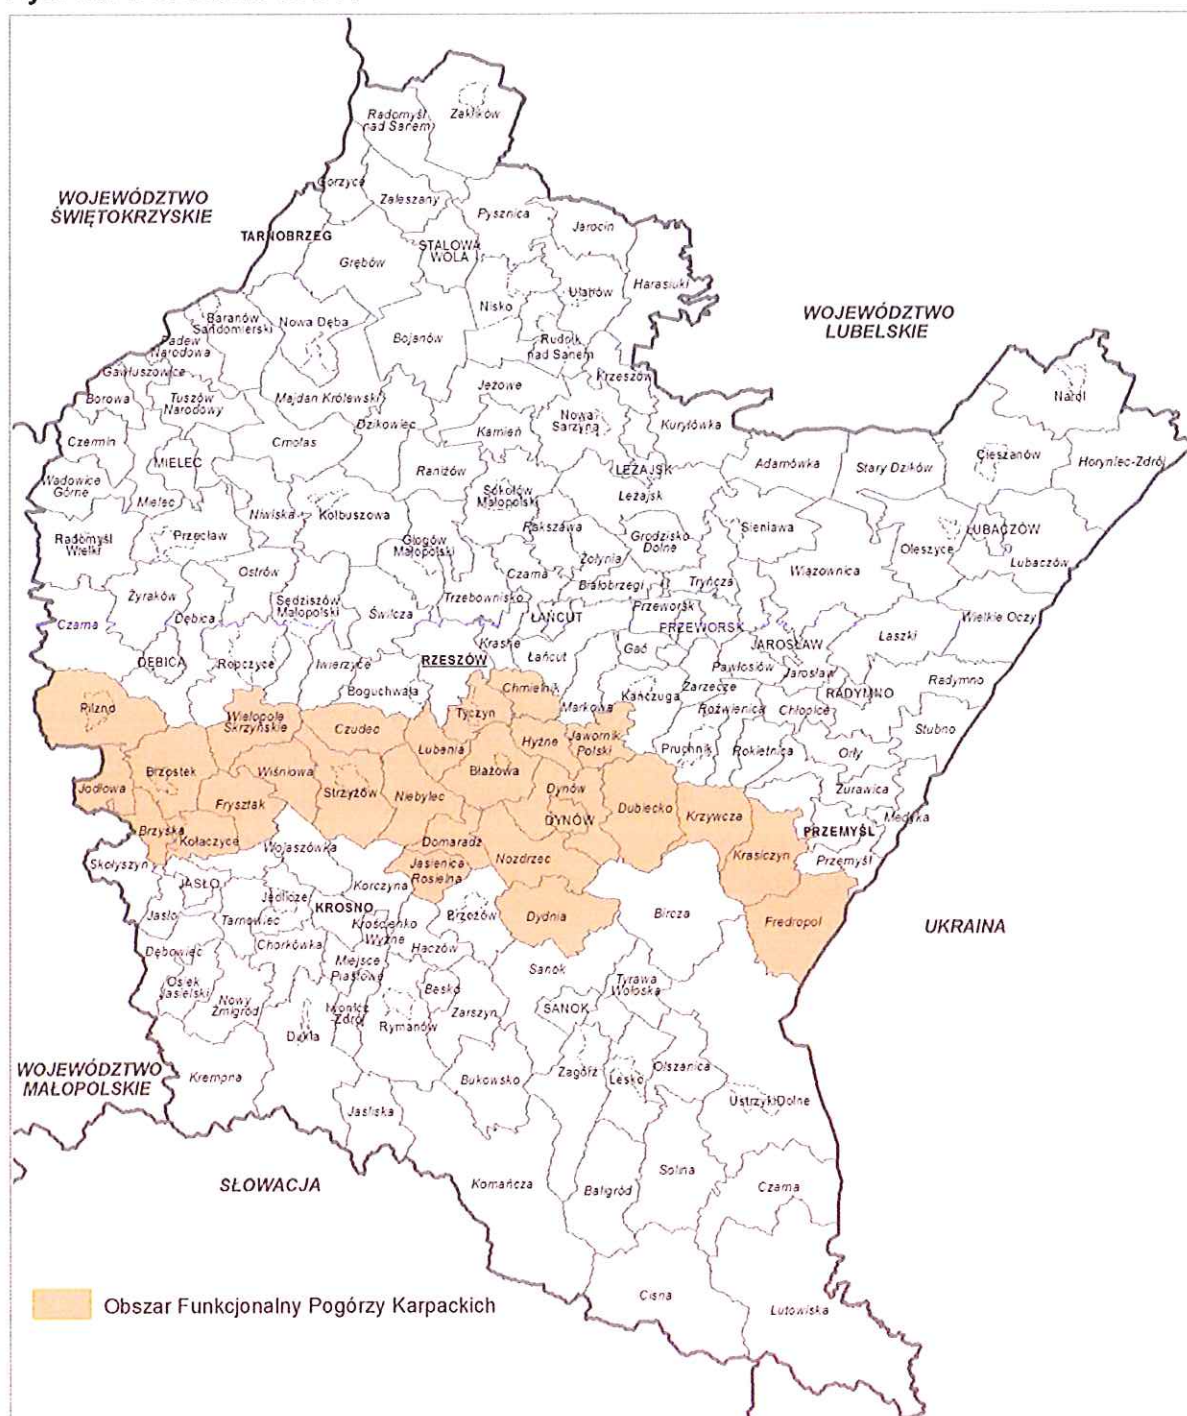 Radomyśl
nad Sanem
Zaklików
WOJEWÓDZTWO
ŚWIĘTOKRZYSKIE
Gorzyce
Zaleszany
Pysznica
Jarocin
TARNOBRZEG
STALOWA
WOLA
Grębów
Harasiuki
Nisko
Ulanów
WOJEWÓDZTWO
LUBELSKIE
Baranów
Sandomierski
Nowa Dęba
Bojanów
Rudnik
nad Sanem
Padew
Narodowa
Gawłuszowice
Krzeszów
Borowa
Tuszów
Narodowy
Majdan Królewski
Jeżowe
Narol
Dzikowiec
Nowa
Sarzyna
Kuryłówka
Czermin
Cmolas
Kamień
MIELEC
Raniżów
LEŻAJSK
Adamówka
Stary Dzików
Cieszanów
Horyniec-Zdrój
Wadowice
Górne
Mielec
Niwiska
Kolbuszowa
Sokołów
Małopolski
Leżajsk
Radomyśl
Wielki
Przecław
Głogów
Małopolski
Rakszawa
Grodzisko
Dolne
Sieniawa
Oleszyce
LUBACZÓW
Lubaczów
Ostrów
Czarna
Żołynia
Białobrzegi
Tryńcza
Wiązownica
Żyraków
Sędziszów
Małopolski
Świlcza
Trzebownisko
Czarna
Dębica
ŁAŃCUT
Przeworsk
PRZEWORSK
Wielkie Oczy
DĘBICA
Ropczyce
Iwierzyce
RZESZÓW
Krasne
Łańcut
Gać
Pawłosiów
JAROSŁAW
Jarosław
Laszki
Boguchwała
Chmielnik
Markowa
Kańczuga
Zarzecze
RADYMNO
Radymno
Pilzno
Wielopole
Skrzyńskie
Czudec
Tyczyn
Roźwienica
Chłopice
Stubno
Lubenia
Hyżne
Jawornik
Polski
Pruchnik
Rokietnica
Orły
Jodłowa
Brzostek
Wiśniowa
Strzyżów
Niebylec
Błażowa
Dynów
DYNÓW
Dubiecko
Krzywcza
Żurawica
Medyka
Frysztak
PRZEMYŚL
Brzyska
Kołaczyce
Domaradz
Krasiczyn
Przemyśl
Skołyszyn
Wojaszówka
Jasienica
Rosielna
Nozdrzec
JASŁO
Jedlicze
Korczyna
Jasło
Tarnowiec
KROSNO
Krościenko
Wyżne
Brzozów
Dydnia
Bircza
Fredropol
UKRAINA
Dębowiec
Chorkówka
Haczów
Miejsce
Piastowe
Sanok
Tyrawa
Wołoska
Osiek
Jasielski
Nowy
Żmigród
Besko
Zarszyn
SANOK
Dukla
Iwonicz
-Zdrój
Rymanów
WOJEWÓDZTWO
MAŁOPOLSKIE
Krempna
Bukowsko
Zagórz
Lesko
Olszanica
Ustrzyki Dolne
Jaśliska
SŁOWACJA
Komańcza
Baligród
Solina
Czarna
Cisna
Lutowiska
Obszar Funkcjonalny Pogórzy Karpackich